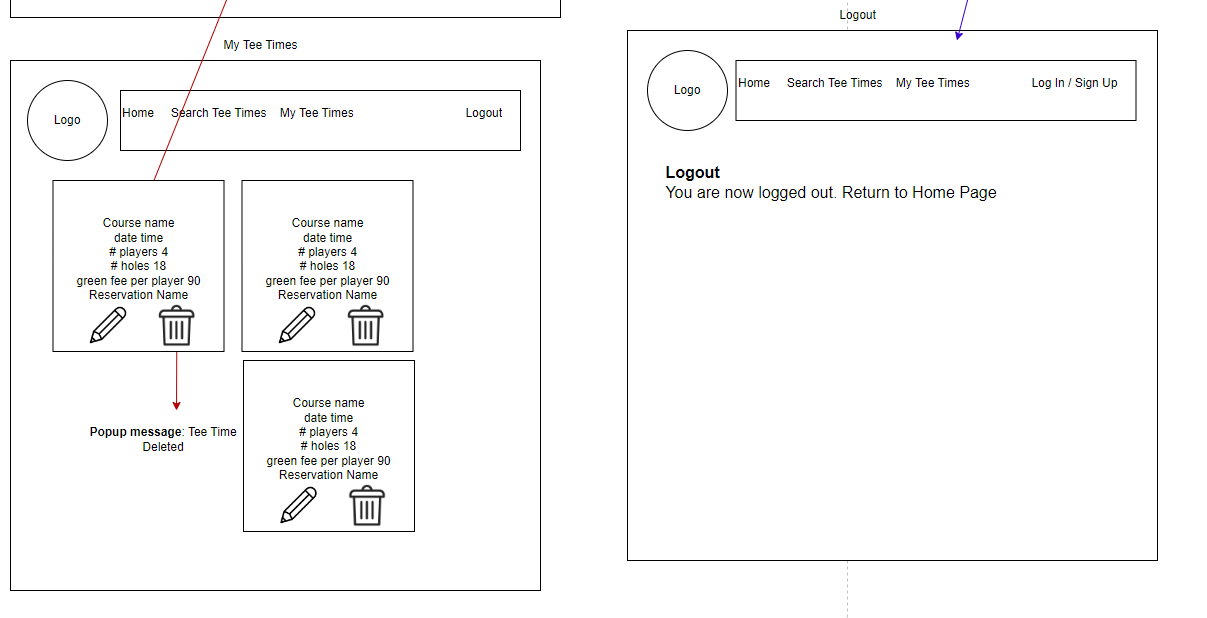 My Tee Times
Logo
Home Search Tee Times My Tee Times Logout
Course name
date time
# players 4
# holes 18
green fee per player 90
Reservation Name
Course name
date time
# players 4
# holes 18
green fee per player 90
Reservation Name
Popup message: Tee Time
Deleted
Course name
date time
# players 4
# holes 18
green fee per player 90
Reservation Name
Logout
Logo
Home Search Tee Times My Tee Times Log In / Sign Up
Logout
You are now logged out. Return to Home Page